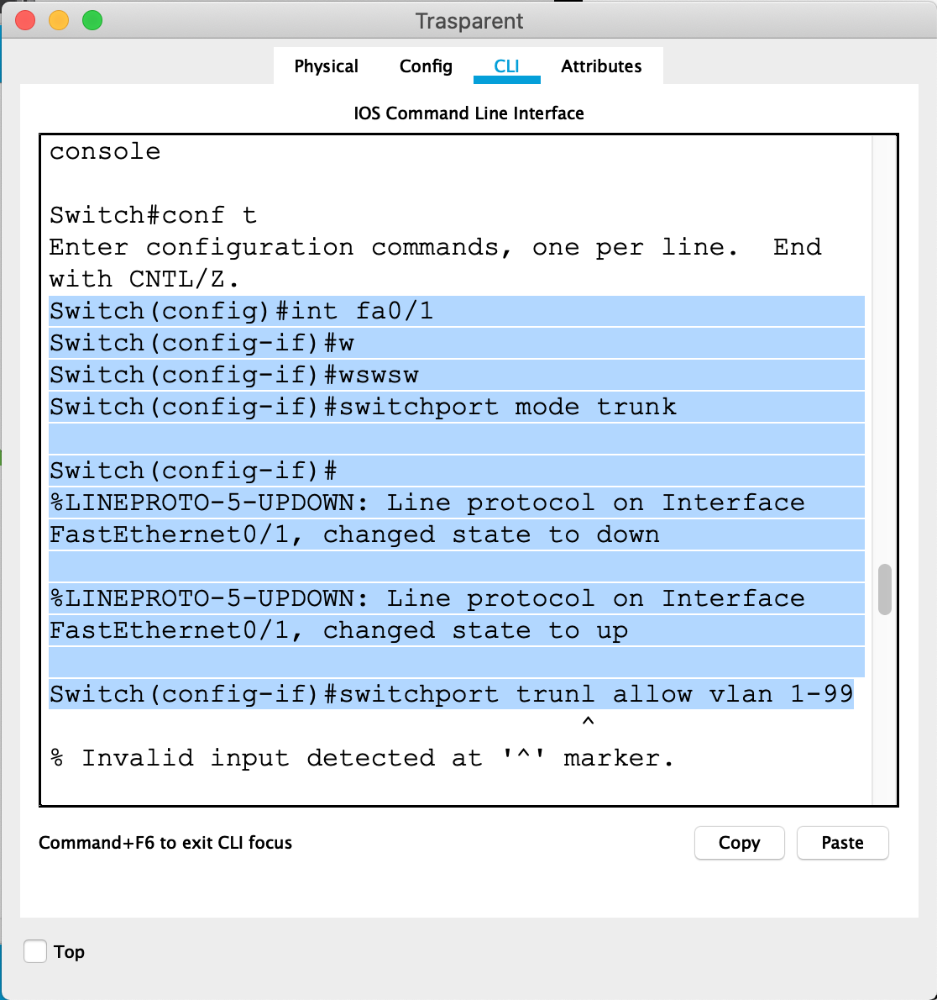 Trasparent
Physical Config CLI Attributes
IOS Command Line Interface
console
Switch#conf t
Enter configuration commands, one per line.  End
with CNTL/Z.
Switch(config)#int fa0/1
Switch(config-if)#w
Switch(config-if)#wswsw
Switch(config-if)#switchport mode trunk
Switch(config-if)#
%LINEPROTO-5-UPDOWN: Line protocol on Interface
FastEthernet0/1, changed state to down
%LINEPROTO-5-UPDOWN: Line protocol on Interface
FastEthernet0/1, changed state to up
Switch(config-if)#switchport trunl allow vlan 1-99
^
% Invalid input detected at '^' marker.
Command+F6 to exit CLI focus
Copy Paste
Top